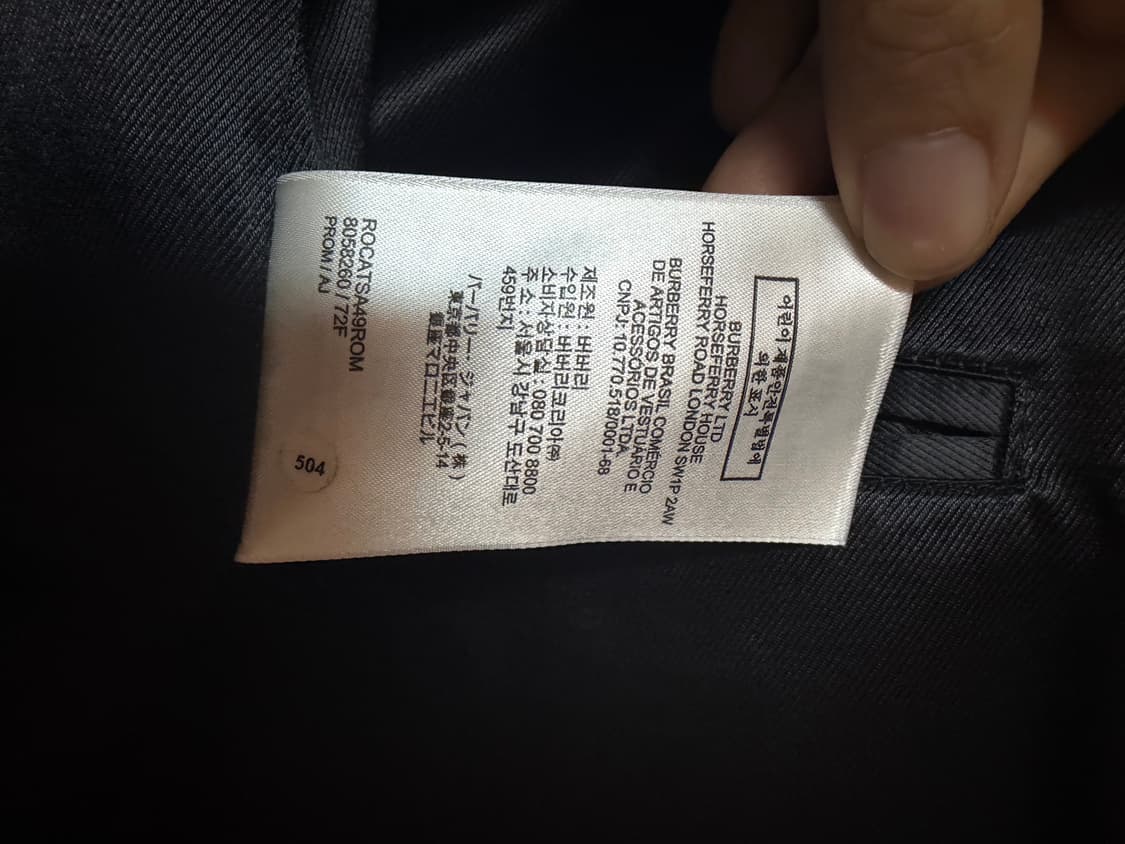 어린이 제품안전특별법에
의한 표시
BURBERRY LTD
HORSEFERRY HOUSE
HORSEFERRY ROAD LONDON SW1P 2AW
BURBERRY BRASIL COMÉRCIO
DE ARTIGOS DE VESTUÁRIO E
ACESSÓRIOS LTDA
CNPJ: 10.770.518/0001-68
제조원 : 버버리
수입원 : 버버리코리아㈜
소비자상담실 : 080 700 8800
주 소 : 서울시 강남구 도산대로
459번지
バーバリー・ジャパン(株)
東京都中央区銀座2-5-14
銀座マロニエビル
ROCATSA49ROM
8058260 / 72F
PROM / AJ
504